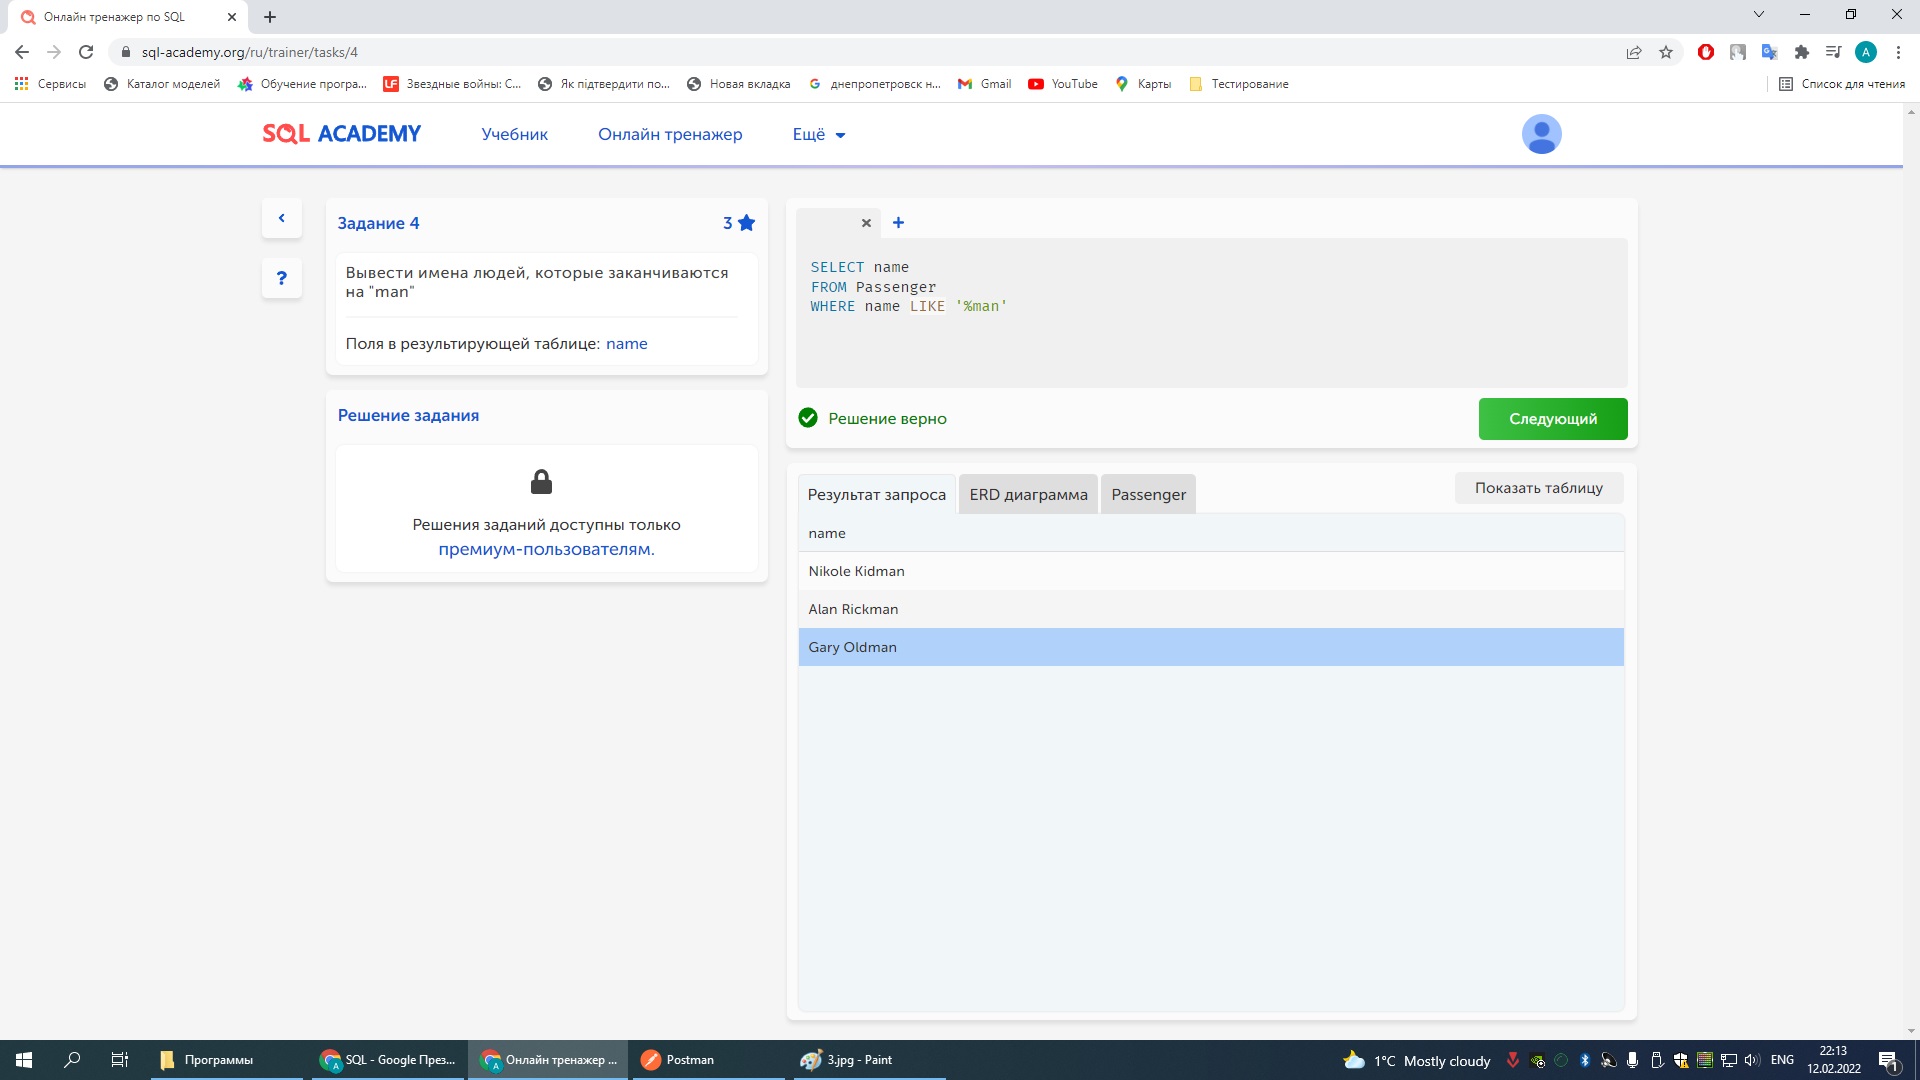 Онлайн тренажер по SQL
sql-academy.org/ru/trainer/tasks/4
A
Сервисы
Каталог моделей
Обучение програ...
LF
Звездные войны: С...
Як підтвердити по...
Новая вкладка
днепропетровск н...
Gmail
YouTube
Карты
Тестирование
Список для чтения
SQL ACADEMY
Учебник
Онлайн тренажер
Ещё
Задание 4
3
?
Вывести имена людей, которые заканчиваются
на "man"
Поля в результирующей таблице: name
Решение задания
Решения заданий доступны только
премиум-пользователям.
SELECT name
FROM Passenger
WHERE name LIKE '%man'
Решение верно
Следующий
Результат запроса
ERD диаграмма
Passenger
Показать таблицу
name
Nikole Kidman
Alan Rickman
Gary Oldman
Программы
SQL - Google През...
Онлайн тренажер ...
Postman
3.jpg - Paint
1°C Mostly cloudy
ENG
22:13
12.02.2022
1